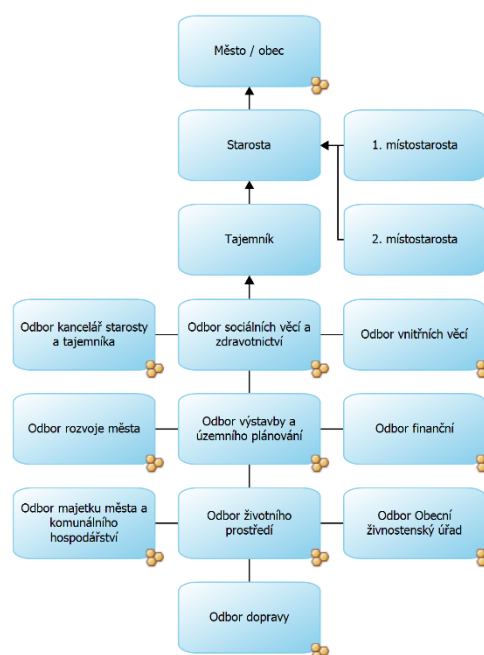 Město / obec
Starosta
1. místostarosta
Tajemník
2. místostarosta
Odbor kancelář starosty
a tajemníka
Odbor sociálních věcí a
zdravotnictví
Odbor vnitřních věcí
Odbor rozvoje města
Odbor výstavby a
územního plánování
Odbor finanční
Odbor majetku města a
komunálního
hospodářství
Odbor životního
prostředí
Odbor Obecní
živnostenský úřad
Odbor dopravy